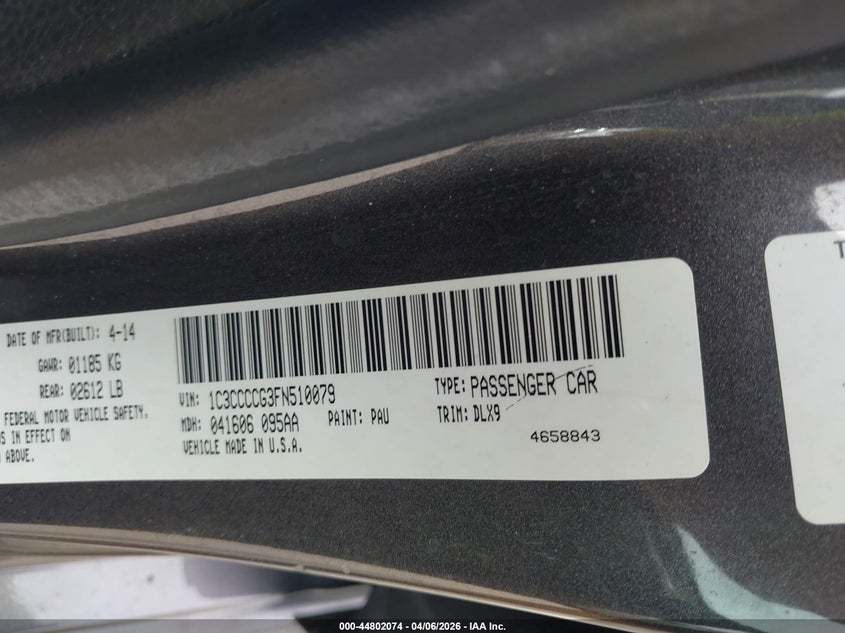 DATE OF MFR(BUILT): 4-14
GAWR: 01185 KG
REAR: 02612 LB
FEDERAL MOTOR VEHICLE SAFETY,
IN EFFECT ON
ABOVE.
VIN: 1C3CCCCG3FN510079
TYPE: PASSENGER CAR
MDH: 041606 095AA
PAINT: PAU
TRIM: DLX9
VEHICLE MADE IN U.S.A.
4658843
000-44802074 - 04/06/2026 - IAA Inc.